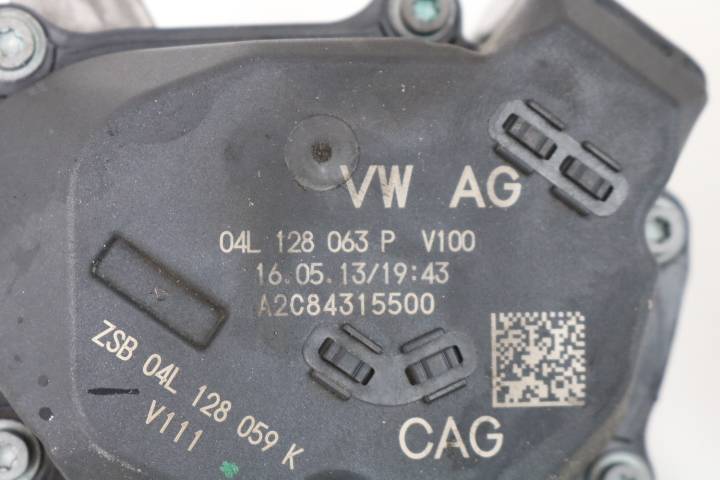 VW AG
04L 128 063 P V100
16.05.13/19:43
A2C84315500
ZSB 04L 128 059 K
V111
CAG